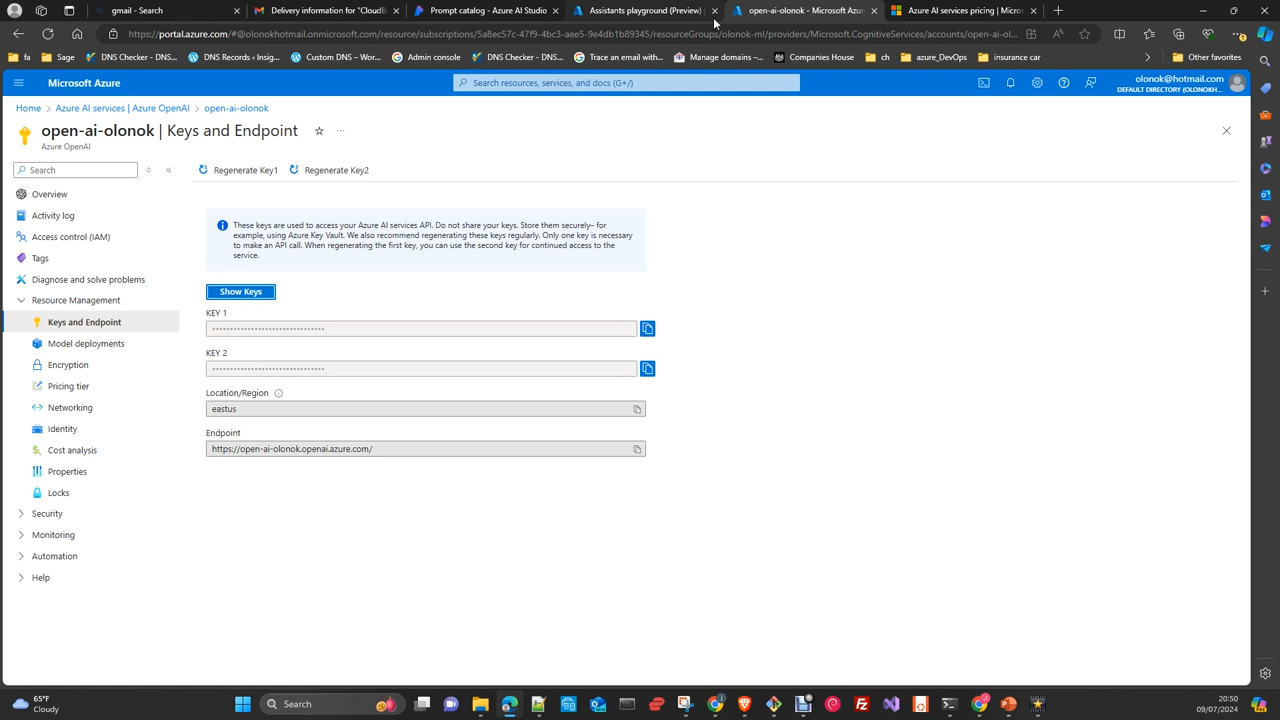 gmail - Search
Delivery information for "CloudB
Prompt catalog - Azure AI Studio
Assistants playground (Preview)
open-ai-olonok - Microsoft Azur
Azure AI services pricing | Micros
https://portal.azure.com/#@olonokhotmail.onmicrosoft.com/resource/subscriptions/5a8ec57c-47f9-4bc3-aee5-9e4db1b89345/resourceGroups/olonok-ml/providers/Microsoft.CognitiveServices/accounts/open-ai-ol...
fa
Sage
DNS Checker - DNS...
DNS Records < Insig...
Custom DNS – Wor...
Admin console
DNS Checker - DNS...
Trace an email with...
Manage domains –...
Companies House
ch
azure_DevOps
insurance car
Other favorites
Microsoft Azure
Search resources, services, and docs (G+/)
olonok@hotmail.com
DEFAULT DIRECTORY (OLONOKH...
Home > Azure AI services | Azure OpenAI > open-ai-olonok
open-ai-olonok | Keys and Endpoint
Azure OpenAI
Search
Regenerate Key1
Regenerate Key2
Overview
Activity log
Access control (IAM)
Tags
Diagnose and solve problems
Resource Management
Keys and Endpoint
Model deployments
Encryption
Pricing tier
Networking
Identity
Cost analysis
Properties
Locks
Security
Monitoring
Automation
Help
These keys are used to access your Azure AI services API. Do not share your keys. Store them securely– for
example, using Azure Key Vault. We also recommend regenerating these keys regularly. Only one key is necessary
to make an API call. When regenerating the first key, you can use the second key for continued access to the
service.
Show Keys
KEY 1
KEY 2
Location/Region
eastus
Endpoint
https://open-ai-olonok.openai.azure.com/
65°F
Cloudy
Search
20:50
09/07/2024